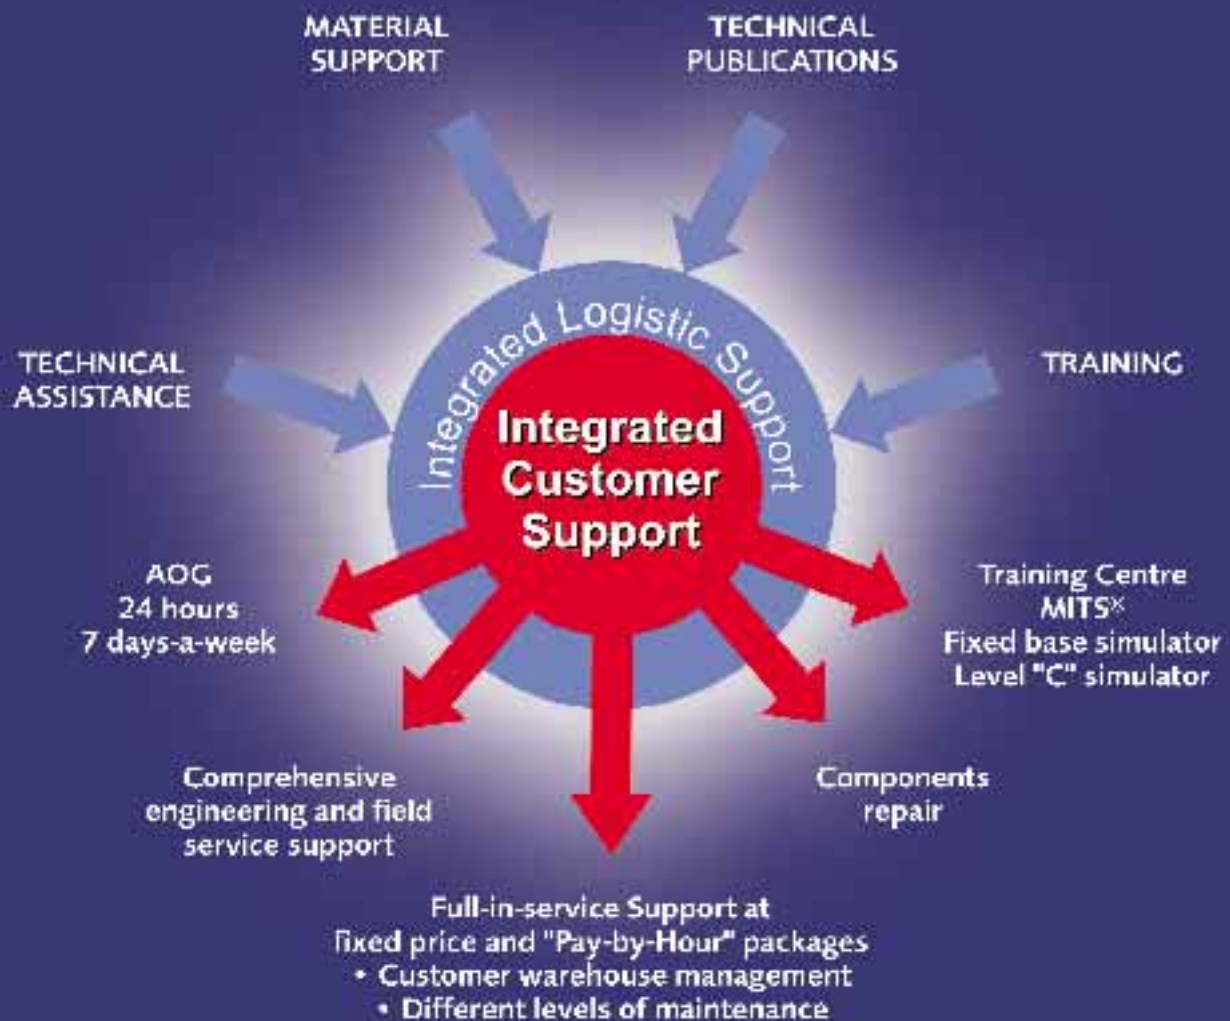 MATERIAL
SUPPORT
TECHNICAL
PUBLICATIONS
TECHNICAL
ASSISTANCE
TRAINING
Integrated Logistic Support
Integrated
Customer
Support
AOG
24 hours
7 days-a-week
Training Centre
MITS*
Fixed base simulator
Level "C" simulator
Comprehensive
engineering and field
service support
Components
repair
Full-in-service Support at
fixed price and "Pay-by-Hour" packages
• Customer warehouse management
• Different levels of maintenance